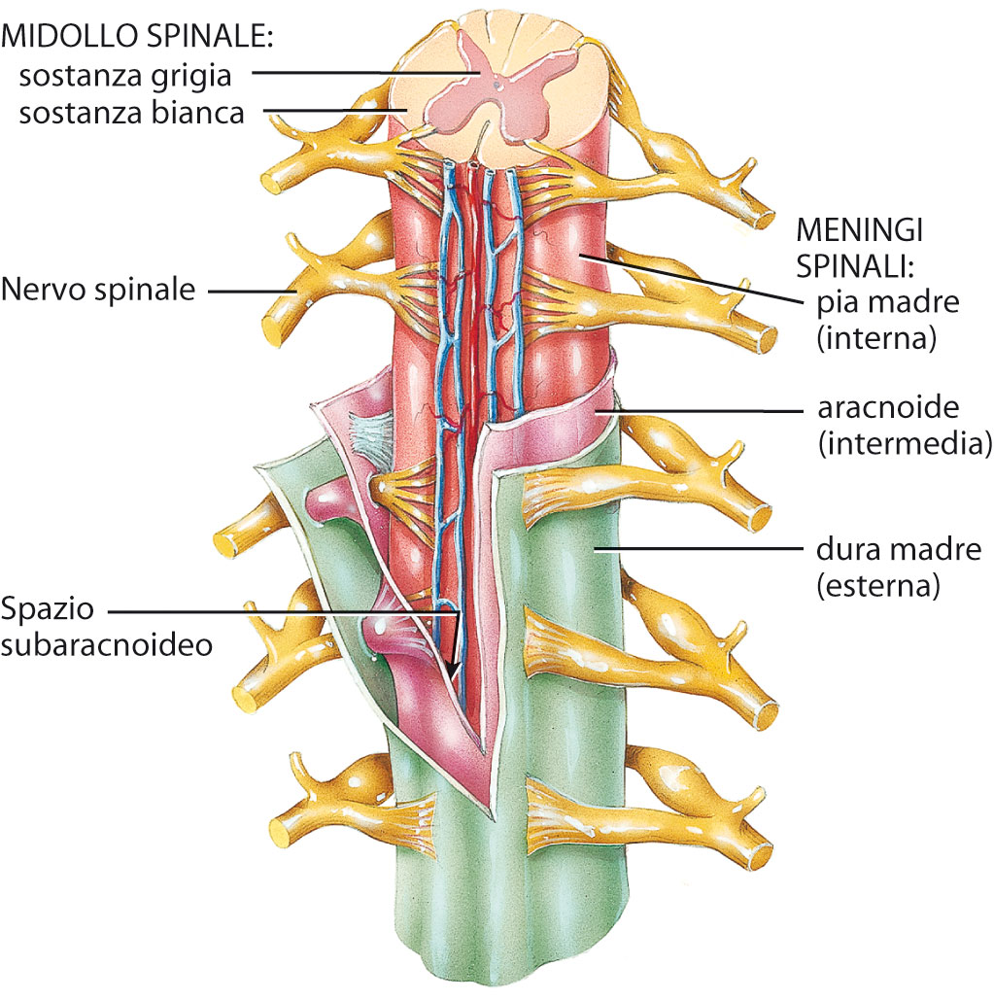 MIDOLLO SPINALE:
sostanza grigia
sostanza bianca
Nervo spinale
Spazio
subaracnoideo
MENINGI
SPINALI:
pia madre
(interna)
aracnoide
(intermedia)
dura madre
(esterna)